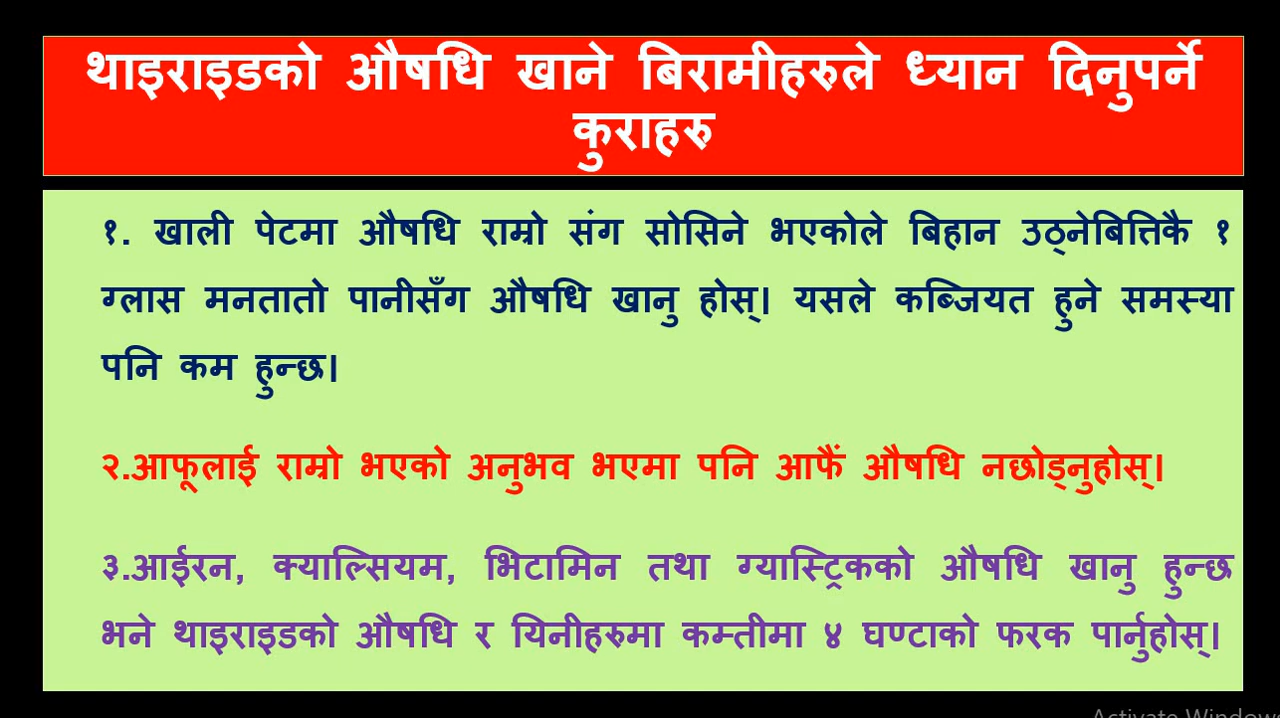 थाइराइडको औषधि खाने बिरामीहरुले ध्यान दिनुपर्ने
कुराहरु
१. खाली पेटमा औषधि राम्रो संग सोसिने भएकोले बिहान उठ्नेबित्तिकै १
ग्लास मनतातो पानीसँग औषधि खानु होस्। यसले कब्जियत हुने समस्या
पनि कम हुन्छ।
२.आफूलाई राम्रो भएको अनुभव भएमा पनि आफैं औषधि नछोड्नुहोस्।
३.आईरन, क्याल्सियम, भिटामिन तथा ग्यास्ट्रिकको औषधि खानु हुन्छ
भने थाइराइडको औषधि र यिनीहरुमा कम्तीमा ४ घण्टाको फरक पार्नुहोस्।
Activate Window